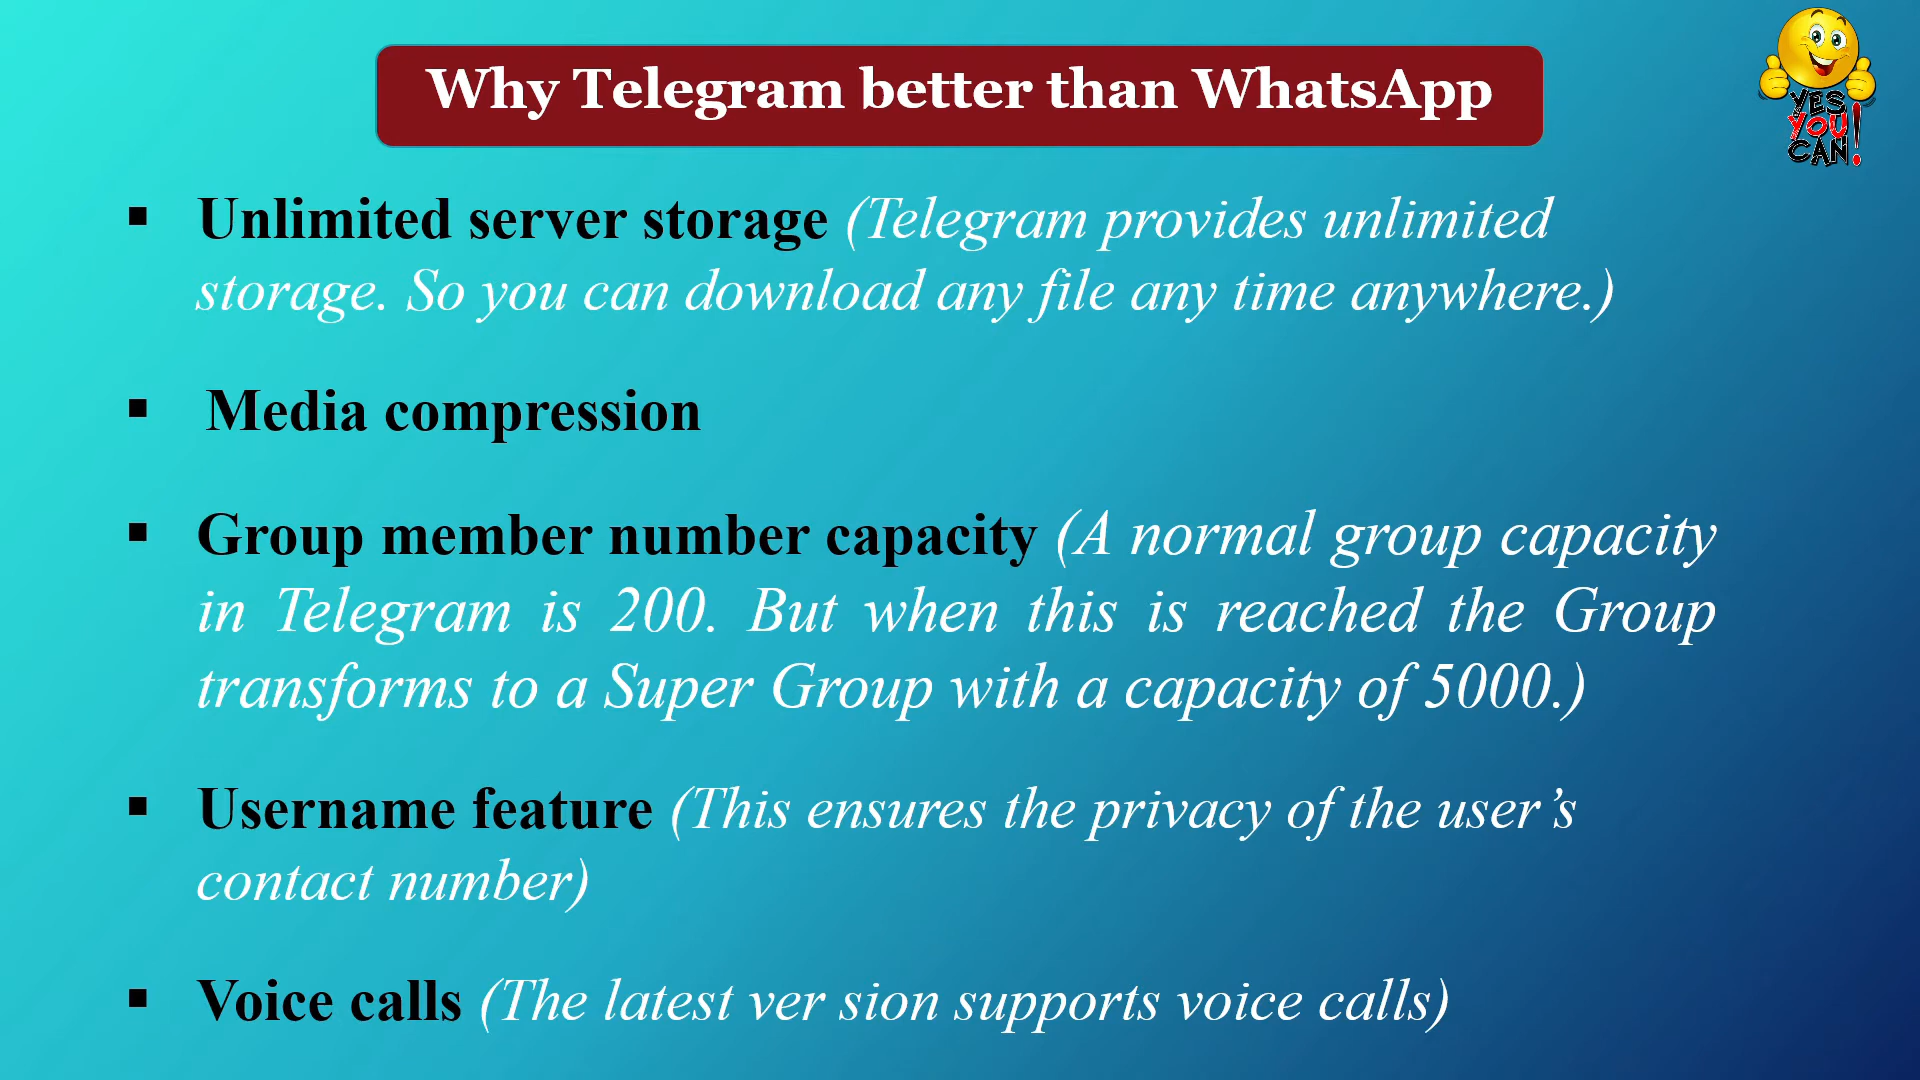 Why Telegram better than WhatsApp
YES
YOU
CAN!
▪ Unlimited server storage (Telegram provides unlimited
storage. So you can download any file any time anywhere.)
▪ Media compression
▪ Group member number capacity (A normal group capacity
in Telegram is 200. But when this is reached the Group
transforms to a Super Group with a capacity of 5000.)
▪ Username feature (This ensures the privacy of the user’s
contact number)
▪ Voice calls (The latest ver sion supports voice calls)